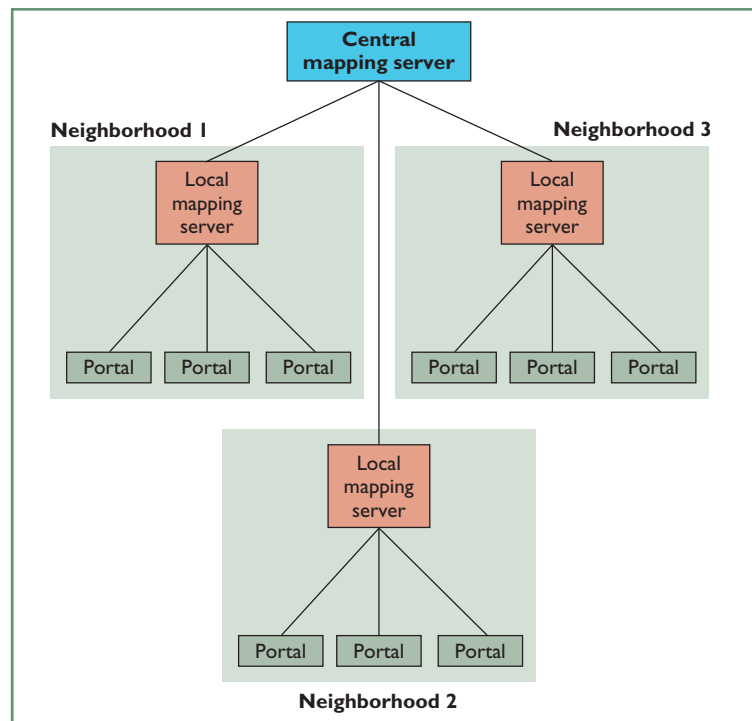 Central
mapping server
Neighborhood 1
Neighborhood 3
Local
mapping
server
Local
mapping
server
Portal
Portal
Portal
Portal
Portal
Portal
Local
mapping
server
Portal
Portal
Portal
Neighborhood 2